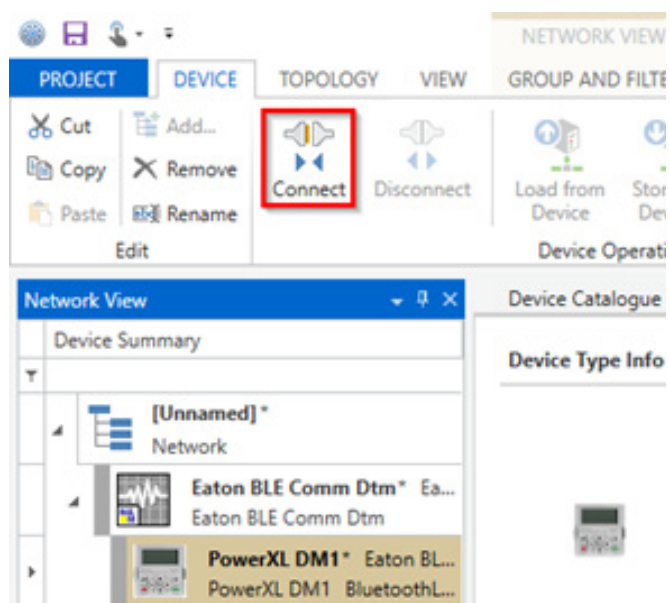 NETWORK VIEW
PROJECT DEVICE TOPOLOGY VIEW GROUP AND FILTE
Cut Add...
Copy Remove Connect Disconnect Load from Stor
Paste Rename Device Dev
Edit Device Operati
Network View Device Catalogue
Device Summary
Device Type Info
[Unnamed]*
Network
Eaton BLE Comm Dtm* Ea...
Eaton BLE Comm Dtm
PowerXL DM1* Eaton BL...
PowerXL DM1 BluetoothL...